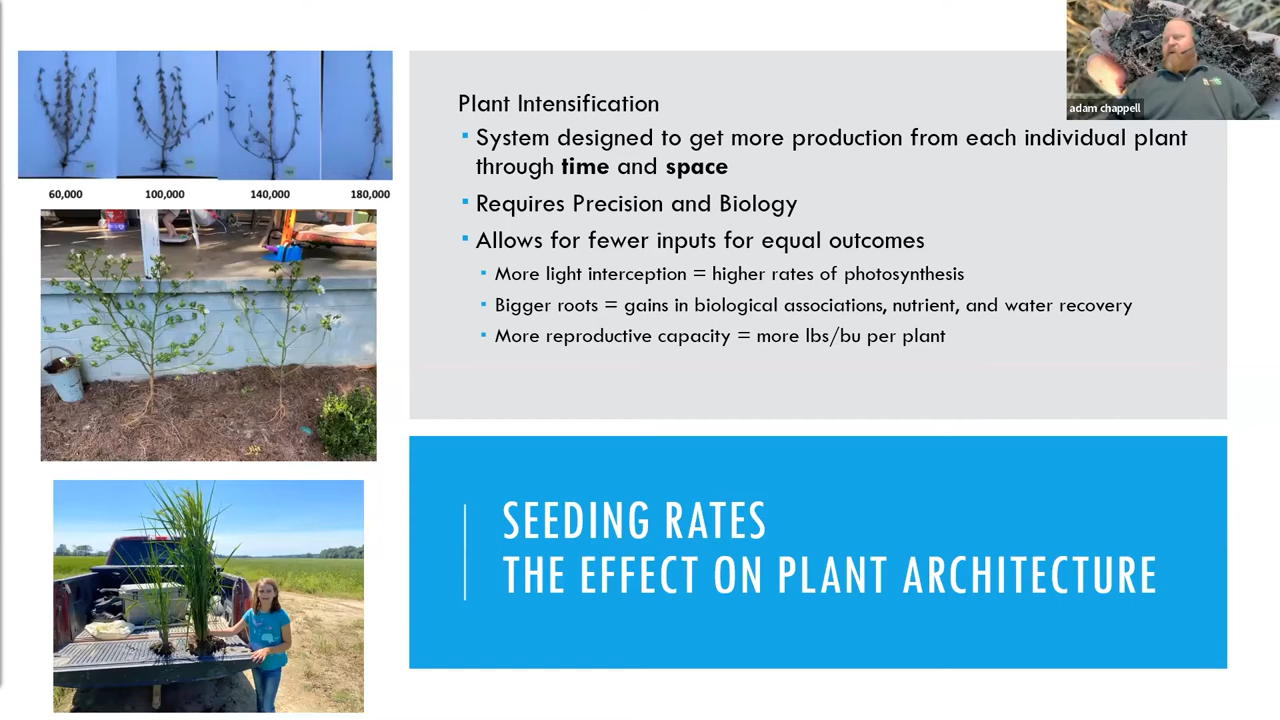 adam chappell
60,000
100,000
140,000
180,000
Plant Intensification
System designed to get more production from each individual plant
through time and space
Requires Precision and Biology
Allows for fewer inputs for equal outcomes
More light interception = higher rates of photosynthesis
Bigger roots = gains in biological associations, nutrient, and water recovery
More reproductive capacity = more lbs/bu per plant
SEEDING RATES
THE EFFECT ON PLANT ARCHITECTURE